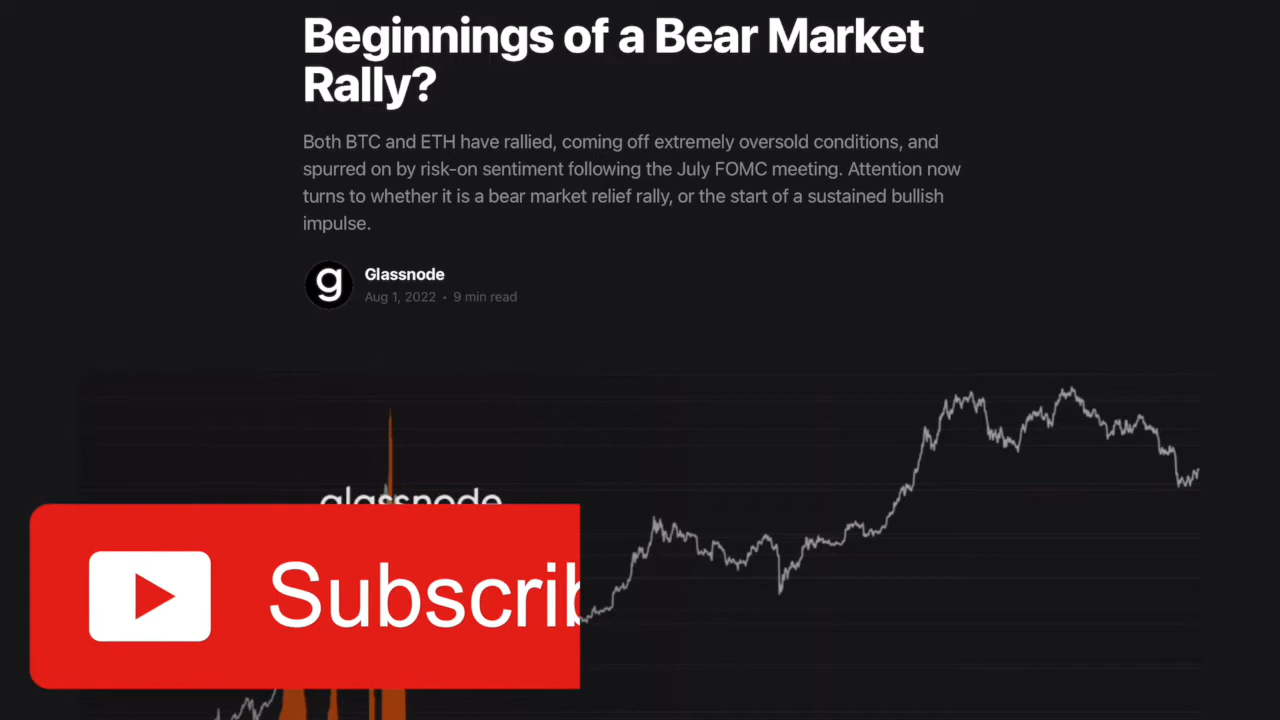 Beginnings of a Bear Market
Rally?
Both BTC and ETH have rallied, coming off extremely oversold conditions, and
spurred on by risk-on sentiment following the July FOMC meeting. Attention now
turns to whether it is a bear market relief rally, or the start of a sustained bullish
impulse.
g
Glassnode
Aug 1, 2022 • 9 min read
glassnode
Subscrib